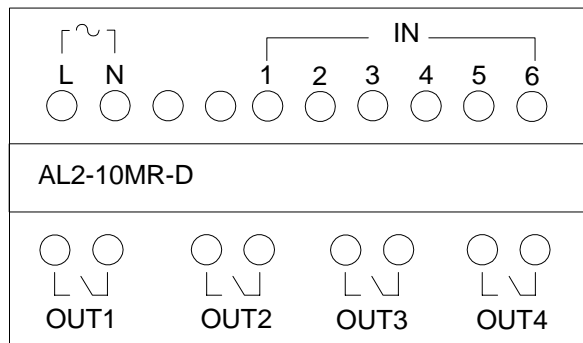 IN
L N 1 2 3 4 5 6
AL2-10MR-D
OUT1 OUT2 OUT3 OUT4